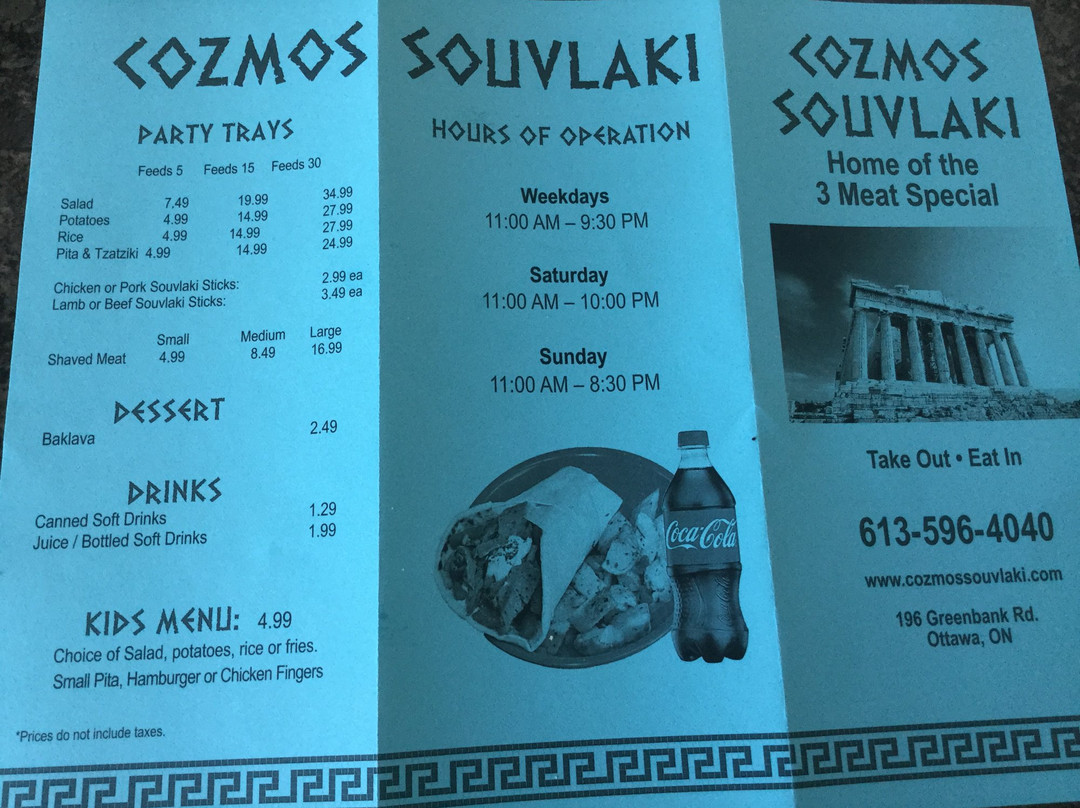 COZMOS
PARTY TRAYS
Feeds 5 Feeds 15 Feeds 30
Salad 7.49 19.99 34.99
Potatoes 4.99 14.99 27.99
Rice 4.99 14.99 27.99
Pita & Tzatziki 4.99 14.99 24.99
Chicken or Pork Souvlaki Sticks: 2.99 ea
Lamb or Beef Souvlaki Sticks: 3.49 ea
Small Medium Large
Shaved Meat 4.99 8.49 16.99
DESSERT
Baklava 2.49
DRINKS
Canned Soft Drinks 1.29
Juice / Bottled Soft Drinks 1.99
KIDS MENU: 4.99
Choice of Salad, potatoes, rice or fries.
Small Pita, Hamburger or Chicken Fingers
*Prices do not include taxes.
SOUVLAKI
HOURS OF OPERATION
Weekdays
11:00 AM – 9:30 PM
Saturday
11:00 AM – 10:00 PM
Sunday
11:00 AM – 8:30 PM
Coca-Cola
COZMOS
SOUVLAKI
Home of the
3 Meat Special
Take Out • Eat In
613-596-4040
www.cozmossouvlaki.com
196 Greenbank Rd.
Ottawa, ON